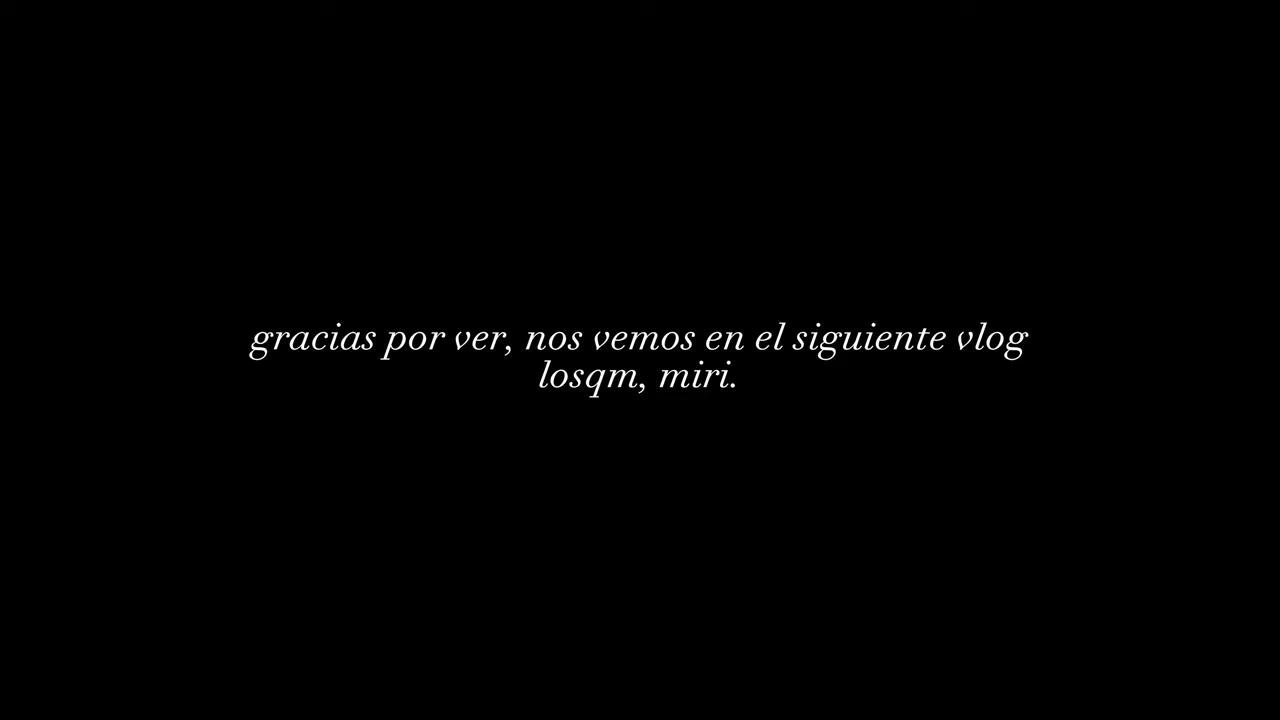 gracias por ver, nos vemos en el siguiente vlog
losqm, miri.